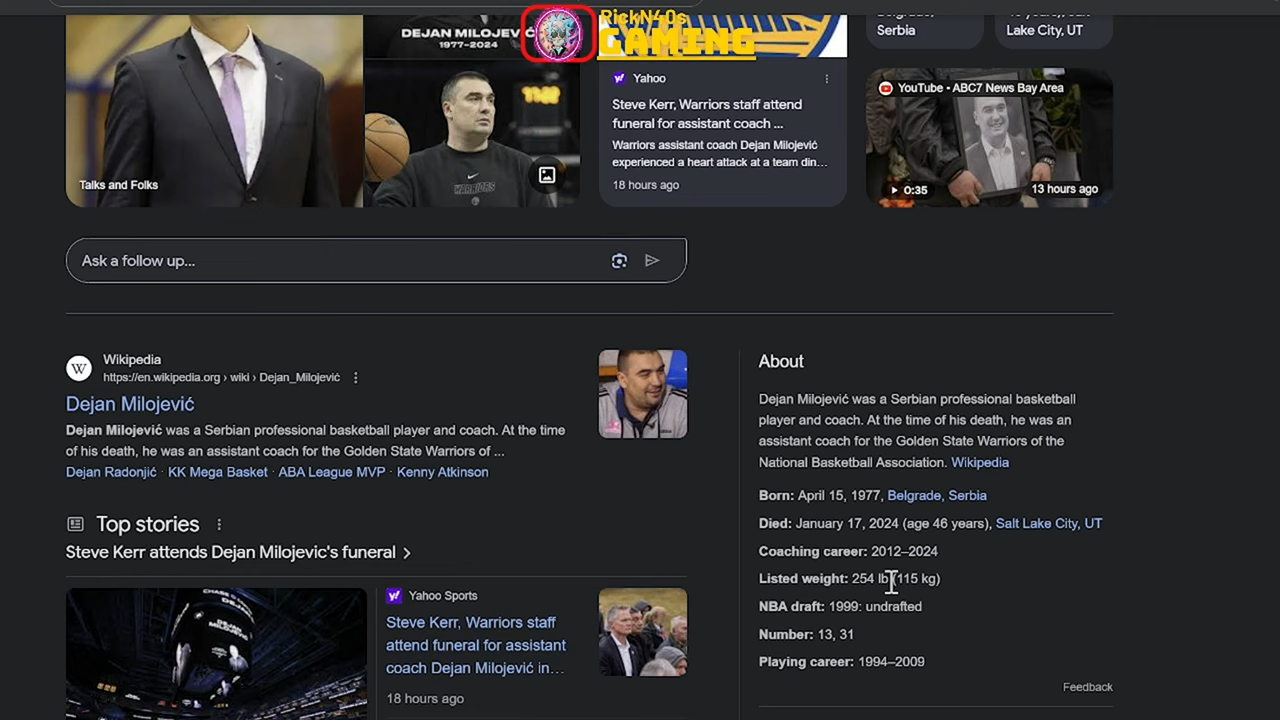 RickN40s
GAMING
DEJAN MILOJEVIĆ
1977-2024
Talks and Folks
WARRIORS
Yahoo
Steve Kerr, Warriors staff attend
funeral for assistant coach ...
Warriors assistant coach Dejan Milojević
experienced a heart attack at a team din...
18 hours ago
Serbia
Lake City, UT
YouTube • ABC7 News Bay Area
0:35
13 hours ago
Ask a follow up...
Wikipedia
https://en.wikipedia.org › wiki › Dejan_Milojević
Dejan Milojević
Dejan Milojević was a Serbian professional basketball player and coach. At the time
of his death, he was an assistant coach for the Golden State Warriors of ...
Dejan Radonjić · KK Mega Basket · ABA League MVP · Kenny Atkinson
Top stories
Steve Kerr attends Dejan Milojevic's funeral
Yahoo Sports
Steve Kerr, Warriors staff
attend funeral for assistant
coach Dejan Milojević in...
18 hours ago
About
Dejan Milojević was a Serbian professional basketball
player and coach. At the time of his death, he was an
assistant coach for the Golden State Warriors of the
National Basketball Association. Wikipedia
Born: April 15, 1977, Belgrade, Serbia
Died: January 17, 2024 (age 46 years), Salt Lake City, UT
Coaching career: 2012–2024
Listed weight: 254 lb (115 kg)
NBA draft: 1999: undrafted
Number: 13, 31
Playing career: 1994–2009
Feedback